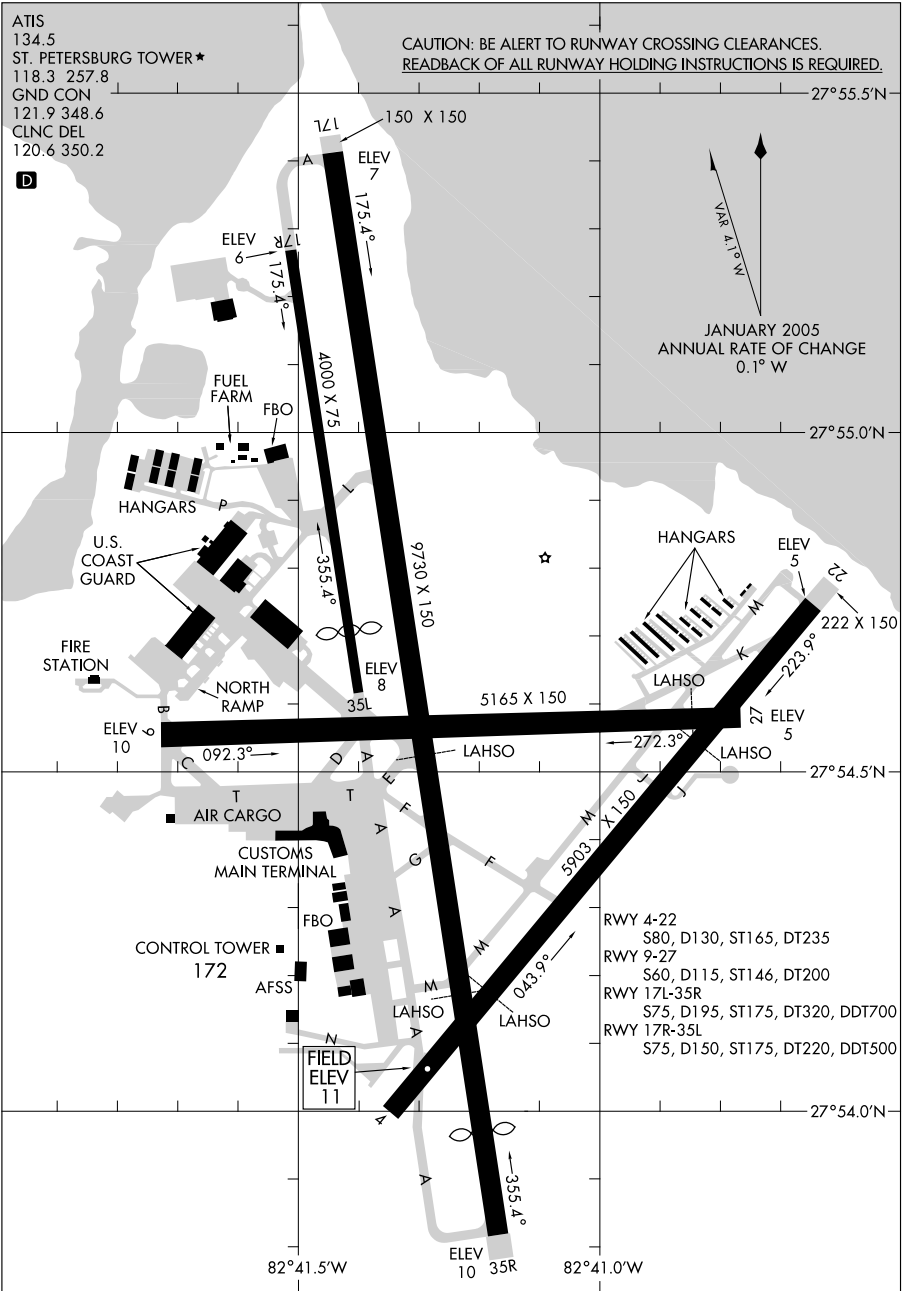 ATIS
134.5
ST. PETERSBURG TOWER★
118.3 257.8
GND CON
121.9 348.6
CLNC DEL
120.6 350.2
D
CAUTION: BE ALERT TO RUNWAY CROSSING CLEARANCES.
READBACK OF ALL RUNWAY HOLDING INSTRUCTIONS IS REQUIRED.
27°55.5'N
17L
150 X 150
A
ELEV
7
175.4°
VAR 4.1° W
JANUARY 2005
ANNUAL RATE OF CHANGE
0.1° W
ELEV
6
17R
175.4°
4000 X 75
FUEL
FARM
FBO
27°55.0'N
HANGARS
P
L
U.S.
COAST
GUARD
355.4°
9730 X 150
HANGARS
ELEV
5
22
222 X 150
M
K
223.9°
FIRE
STATION
NORTH
RAMP
ELEV
8
35L
5165 X 150
LAHSO
B
ELEV
10
9
092.3°
272.3°
27
ELEV
5
LAHSO
LAHSO
C
D
A
E
F
27°54.5'N
T
T
AIR CARGO
A
J
J
M
5903 X 150
CUSTOMS
MAIN TERMINAL
G
F
FBO
A
CONTROL TOWER
172
AFSS
M
M
043.9°
LAHSO
LAHSO
RWY 4-22
S80, D130, ST165, DT235
RWY 9-27
S60, D115, ST146, DT200
RWY 17L-35R
S75, D195, ST175, DT320, DDT700
RWY 17R-35L
S75, D150, ST175, DT220, DDT500
N
A
FIELD
ELEV
11
4
27°54.0'N
A
355.4°
ELEV
10
35R
82°41.5'W
82°41.0'W